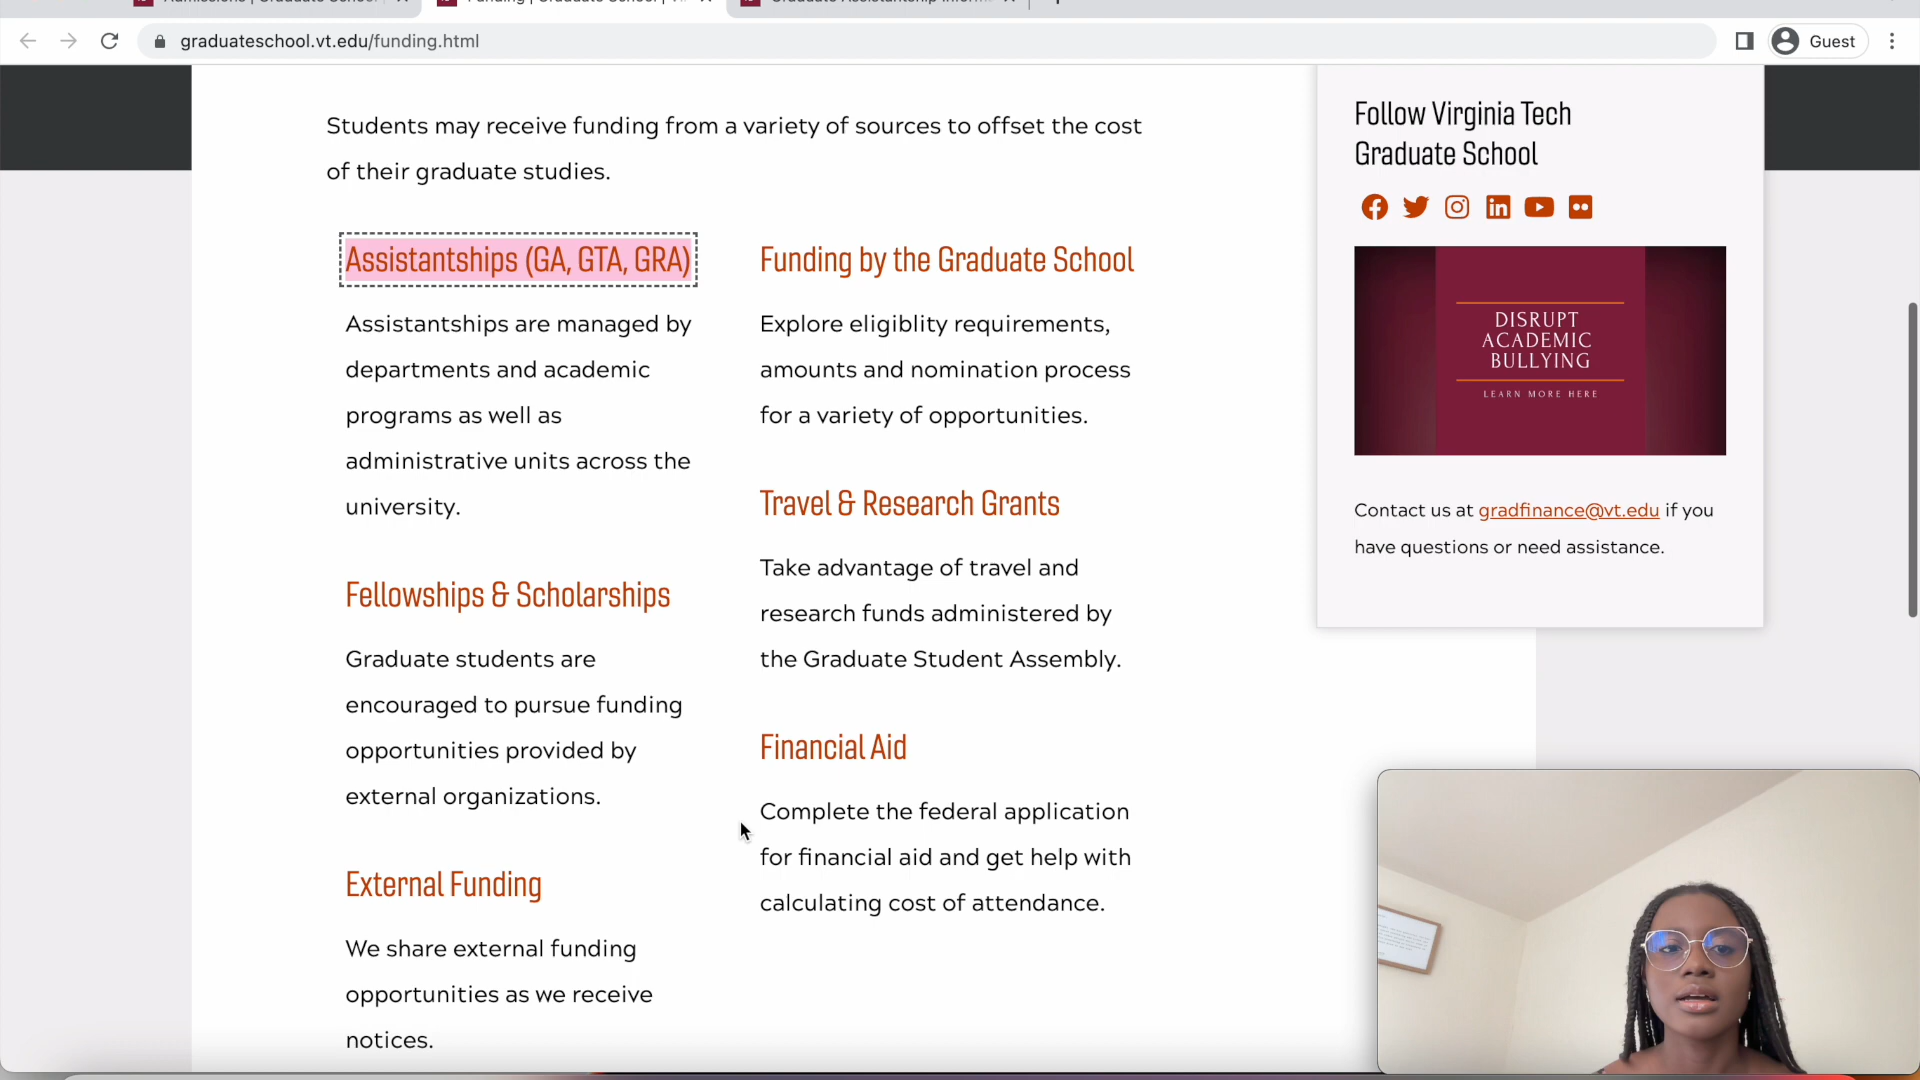 graduateschool.vt.edu/funding.html
Guest
Students may receive funding from a variety of sources to offset the cost
of their graduate studies.
Assistantships (GA, GTA, GRA)
Assistantships are managed by
departments and academic
programs as well as
administrative units across the
university.
Fellowships & Scholarships
Graduate students are
encouraged to pursue funding
opportunities provided by
external organizations.
External Funding
We share external funding
opportunities as we receive
notices.
Funding by the Graduate School
Explore eligiblity requirements,
amounts and nomination process
for a variety of opportunities.
Travel & Research Grants
Take advantage of travel and
research funds administered by
the Graduate Student Assembly.
Financial Aid
Complete the federal application
for financial aid and get help with
calculating cost of attendance.
Follow Virginia Tech
Graduate School
DISRUPT
ACADEMIC
BULLYING
LEARN MORE HERE
Contact us at gradfinance@vt.edu if you
have questions or need assistance.